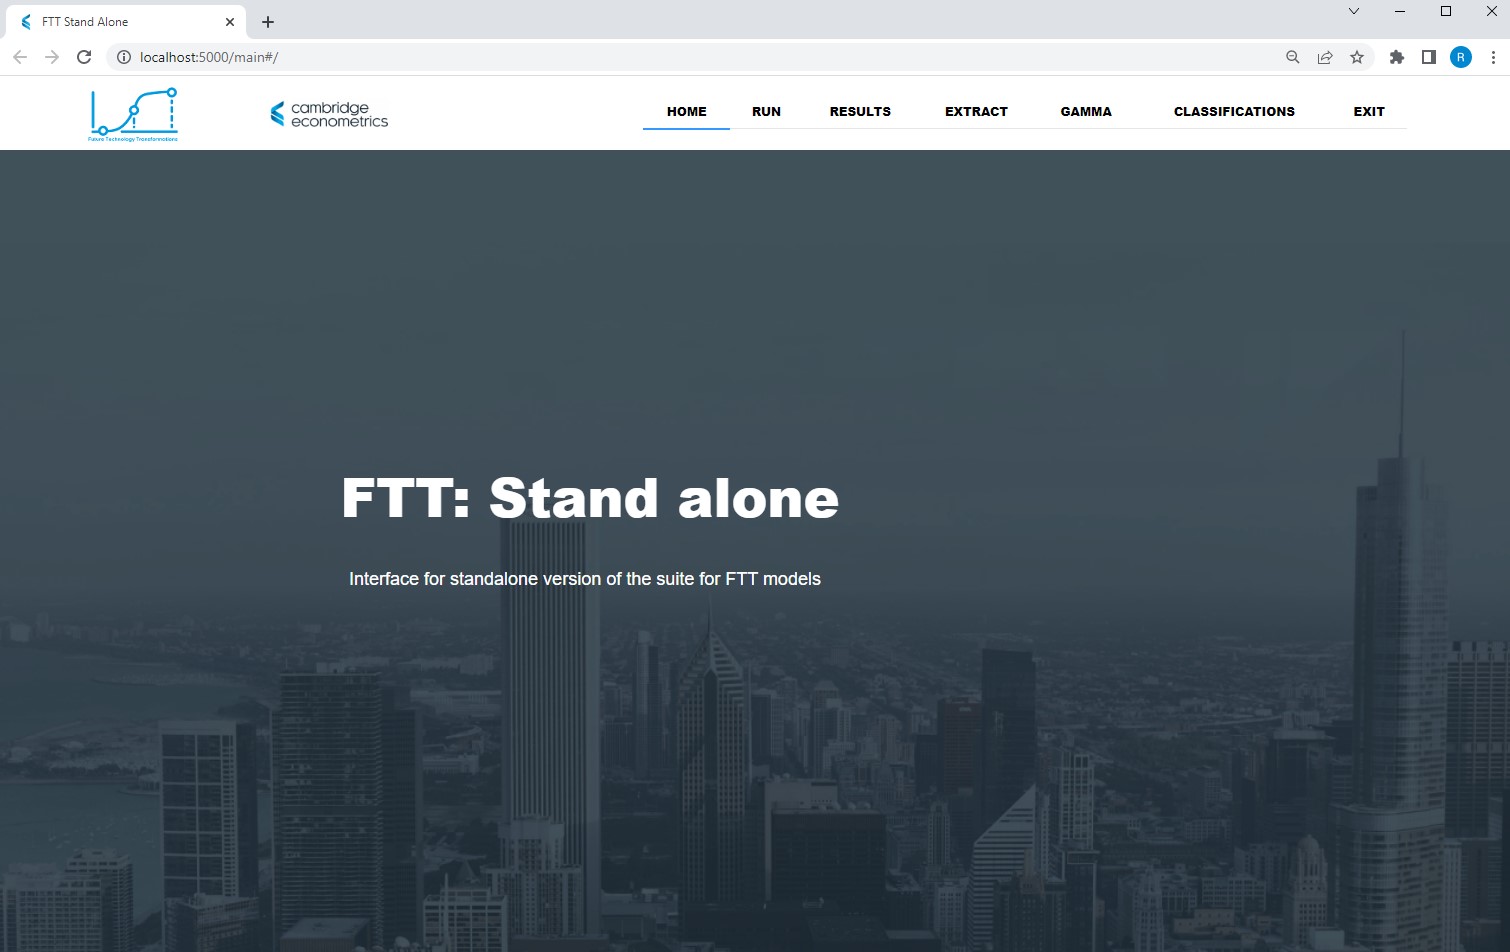 FTT Stand Alone
localhost:5000/main#/
R
Future Technology Transformations
cambridge
econometrics
HOME RUN RESULTS EXTRACT GAMMA CLASSIFICATIONS EXIT
FTT: Stand alone
Interface for standalone version of the suite for FTT models